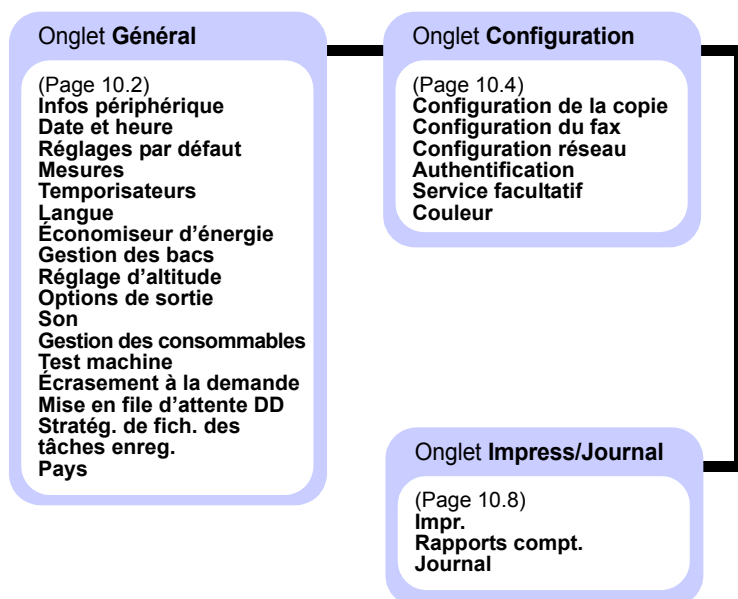 Onglet Général
(Page 10.2)
Infos périphérique
Date et heure
Réglages par défaut
Mesures
Temporisateurs
Langue
Économiseur d’énergie
Gestion des bacs
Réglage d’altitude
Options de sortie
Son
Gestion des consommables
Test machine
Écrasement à la demande
Mise en file d’attente DD
Stratég. de fich. des
tâches enreg.
Pays
Onglet Configuration
(Page 10.4)
Configuration de la copie
Configuration du fax
Configuration réseau
Authentification
Service facultatif
Couleur
Onglet Impress/Journal
(Page 10.8)
Impr.
Rapports compt.
Journal